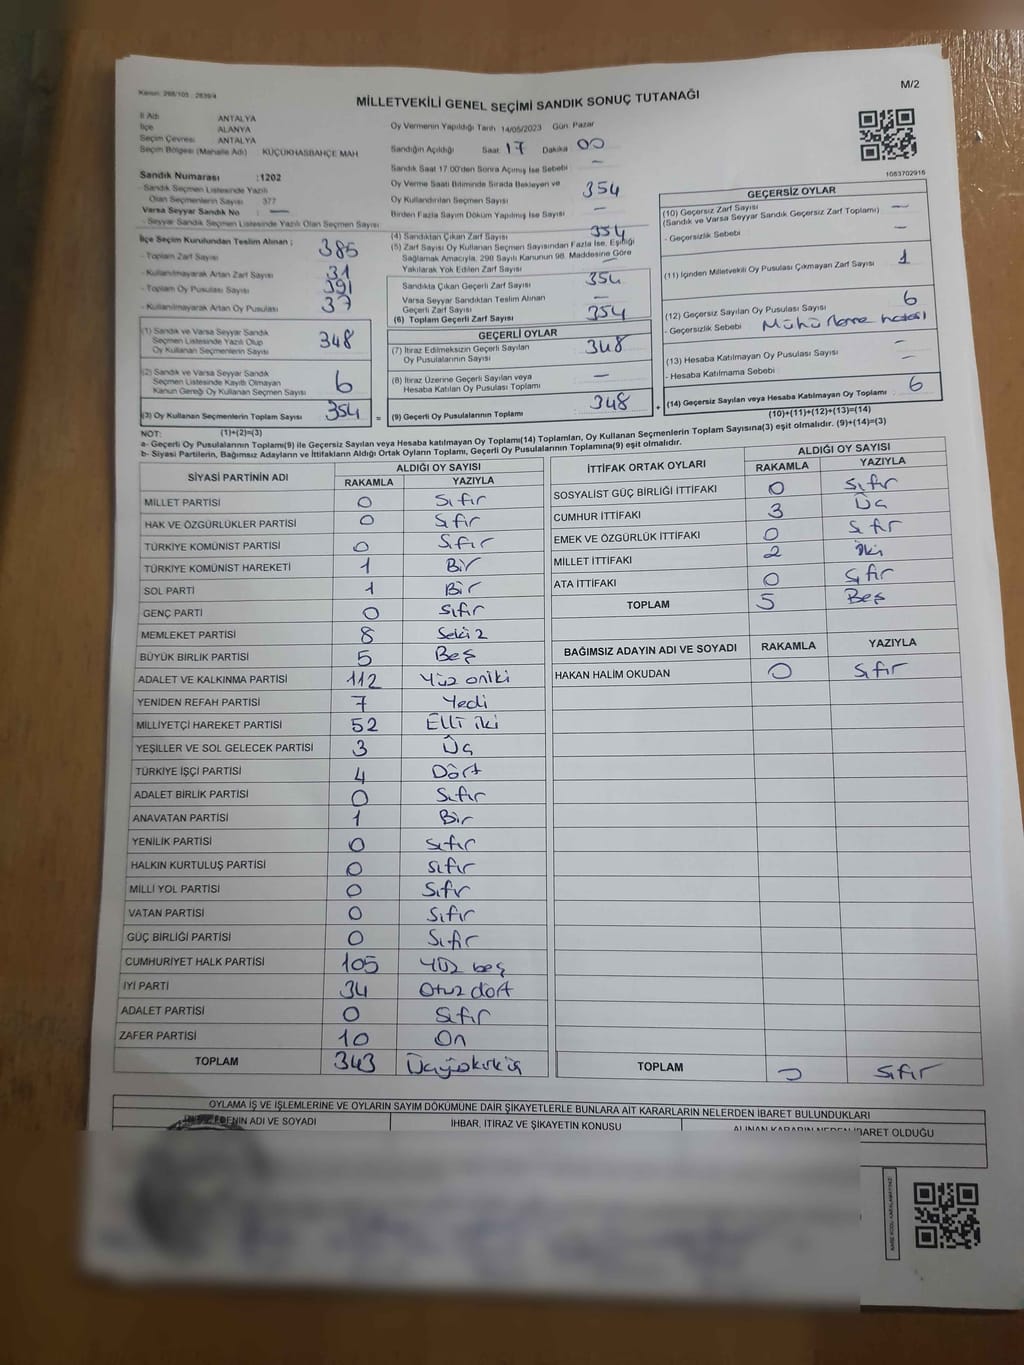 M/2
Kanun: 298/105 : 2839/4
MİLLETVEKİLİ GENEL SEÇİMİ SANDIK SONUÇ TUTANAĞI
İl Adı ANTALYA
İlçe ALANYA
Seçim Çevresi ANTALYA
Seçim Bölgesi (Mahalle Adı) KÜÇÜKHASBAHÇE MAH
Sandık Numarası :1202
- Sandık Seçmen Listesinde Yazılı
Olan Seçmenlerin Sayısı 377
Varsa Seyyar Sandık No : —
- Seyyar Sandık Seçmen Listesinde Yazılı Olan Seçmen Sayısı
Oy Vermenin Yapıldığı Tarih 14/05/2023 Gün: Pazar
Sandığın Açıldığı Saat 17 Dakika 00
Sandık Saat 17.00'den Sonra Açılmış İse Sebebi —
Oy Verme Saati Bitiminde Sırada Bekleyen ve
Oy Kullandırılan Seçmen Sayısı 354
Birden Fazla Sayım Döküm Yapılmış İse Sayısı —
1083702916
İlçe Seçim Kurulundan Teslim Alınan ;
- Toplam Zarf Sayısı 385
- Kullanılmayarak Artan Zarf Sayısı 31
- Toplam Oy Pusulası Sayısı 391
- Kullanılmayarak Artan Oy Pusulası 37
(1) Sandık ve Varsa Seyyar Sandık
Seçmen Listesinde Yazılı Olup
Oy Kullanan Seçmenlerin Sayısı 348
(2) Sandık ve Varsa Seyyar Sandık
Seçmen Listesinde Kayıtlı Olmayan
Kanun Gereği Oy Kullanan Seçmen Sayısı 6
(3) Oy Kullanan Seçmenlerin Toplam Sayısı 354 =
(4) Sandıktan Çıkan Zarf Sayısı 354
(5) Zarf Sayısı Oy Kullanan Seçmen Sayısından Fazla İse, Eşitliği
Sağlamak Amacıyla, 298 Sayılı Kanunun 98. Maddesine Göre
Yakılarak Yok Edilen Zarf Sayısı
Sandıkta Çıkan Geçerli Zarf Sayısı 354
Varsa Seyyar Sandıktan Teslim Alınan
Geçerli Zarf Sayısı —
(6) Toplam Geçerli Zarf Sayısı 354
GEÇERLİ OYLAR
(7) İtiraz Edilmeksizin Geçerli Sayılan
Oy Pusulalarının Sayısı 348
(8) İtiraz Üzerine Geçerli Sayılan veya
Hesaba Katılan Oy Pusulası Toplamı —
(9) Geçerli Oy Pusulalarının Toplamı 348 +
GEÇERSİZ OYLAR
(10) Geçersiz Zarf Sayısı
(Sandık ve Varsa Seyyar Sandık Geçersiz Zarf Toplamı) —
- Geçersizlik Sebebi —
(11) İçinden Milletvekili Oy Pusulası Çıkmayan Zarf Sayısı 1
(12) Geçersiz Sayılan Oy Pusulası Sayısı 6
- Geçersizlik Sebebi Mühürleme hatası
(13) Hesaba Katılmayan Oy Pusulası Sayısı —
- Hesaba Katılmama Sebebi —
(14) Geçersiz Sayılan veya Hesaba Katılmayan Oy Toplamı 6
NOT: (1)+(2)=(3)
(10)+(11)+(12)+(13)=(14)
a- Geçerli Oy Pusulalarının Toplamı(9) ile Geçersiz Sayılan veya Hesaba katılmayan Oy Toplamı(14) Toplamları, Oy Kullanan Seçmenlerin Toplam Sayısına(3) eşit olmalıdır. (9)+(14)=(3)
b- Siyasi Partilerin, Bağımsız Adayların ve İttifakların Aldığı Ortak Oyların Toplamı, Geçerli Oy Pusulalarının Toplamına(9) eşit olmalıdır.
SİYASİ PARTİNİN ADI ALDIĞI OY SAYISI
RAKAMLA YAZIYLA
MİLLET PARTİSİ 0 Sıfır
HAK VE ÖZGÜRLÜKLER PARTİSİ 0 Sıfır
TÜRKİYE KOMÜNİST PARTİSİ 0 Sıfır
TÜRKİYE KOMÜNİST HAREKETİ 1 Bir
SOL PARTİ 1 Bir
GENÇ PARTİ 0 Sıfır
MEMLEKET PARTİSİ 8 Sekiz
BÜYÜK BİRLİK PARTİSİ 5 Beş
ADALET VE KALKINMA PARTİSİ 112 Yüz oniki
YENİDEN REFAH PARTİSİ 7 Yedi
MİLLİYETÇİ HAREKET PARTİSİ 52 Elli iki
YEŞİLLER VE SOL GELECEK PARTİSİ 3 Üç
TÜRKİYE İŞÇİ PARTİSİ 4 Dört
ADALET BİRLİK PARTİSİ 0 Sıfır
ANAVATAN PARTİSİ 1 Bir
YENİLİK PARTİSİ 0 Sıfır
HALKIN KURTULUŞ PARTİSİ 0 Sıfır
MİLLİ YOL PARTİSİ 0 Sıfır
VATAN PARTİSİ 0 Sıfır
GÜÇ BİRLİĞİ PARTİSİ 0 Sıfır
CUMHURİYET HALK PARTİSİ 105 Yüz beş
İYİ PARTİ 34 Otuz dört
ADALET PARTİSİ 0 Sıfır
ZAFER PARTİSİ 10 On
TOPLAM 343
İTTİFAK ORTAK OYLARI ALDIĞI OY SAYISI
RAKAMLA YAZIYLA
SOSYALİST GÜÇ BİRLİĞİ İTTİFAKI 0 Sıfır
CUMHUR İTTİFAKI 3 Üç
EMEK VE ÖZGÜRLÜK İTTİFAKI 0 Sıfır
MİLLET İTTİFAKI 2 İki
ATA İTTİFAKI 0 Sıfır
TOPLAM 5 Beş
BAĞIMSIZ ADAYIN ADI VE SOYADI RAKAMLA YAZIYLA
HAKAN HALİM OKUDAN 0 Sıfır
TOPLAM 0 Sıfır
OYLAMA İŞ VE İŞLEMLERİNE VE OYLARIN SAYIM DÖKÜMÜNE DAİR ŞİKAYETLERLE BUNLARA AİT KARARLARIN NELERDEN İBARET BULUNDUKLARI
EDENİN ADI VE SOYADI
İHBAR, İTİRAZ VE ŞİKAYETİN KONUSU
ALINAN KARARIN NEDEN İBARET OLDUĞU